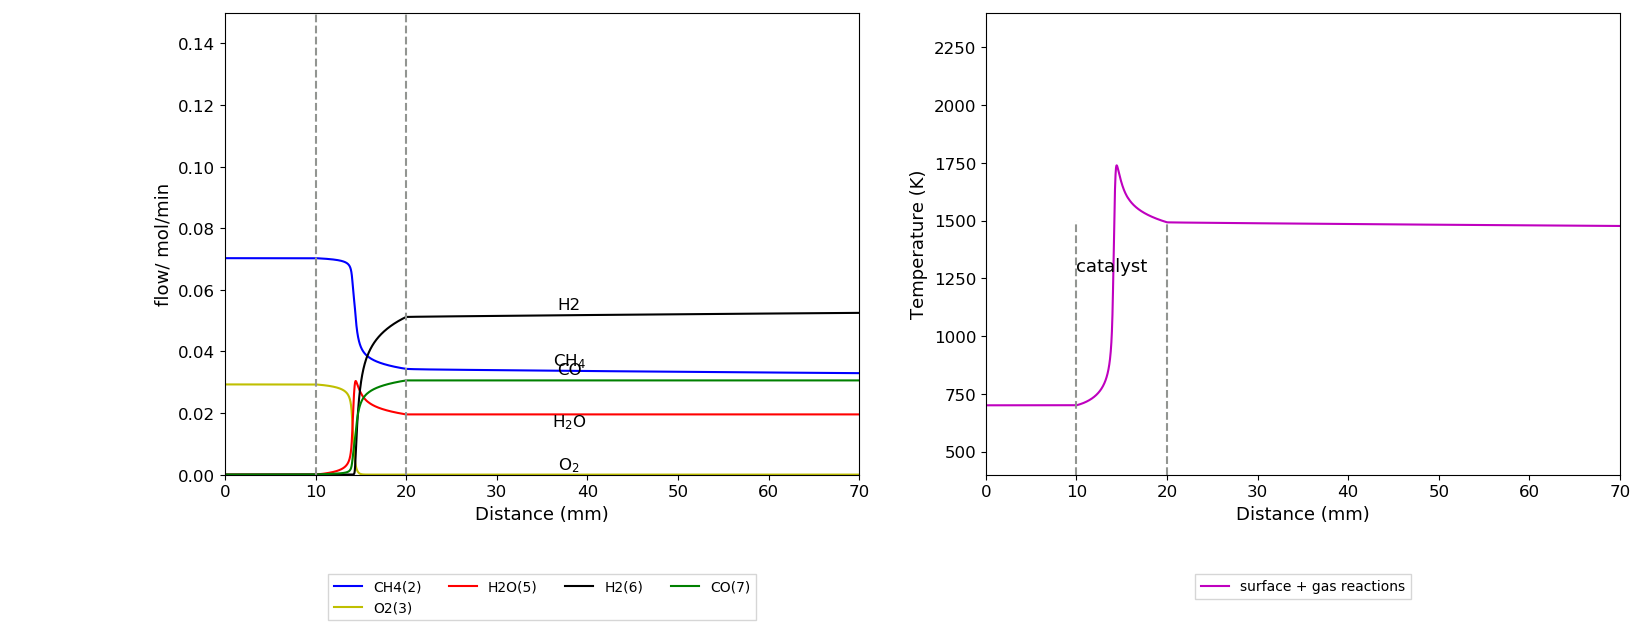 0.14
0.12
0.10
0.08
0.06
0.04
0.02
0.00
flow/ mol/min
H2
CH₄
CO
H₂O
O₂
0 10 20 30 40 50 60 70
Distance (mm)
CH4(2) H2O(5) H2(6) CO(7)
O2(3)
2250
2000
1750
1500
1250
1000
750
500
Temperature (K)
catalyst
0 10 20 30 40 50 60 70
Distance (mm)
surface + gas reactions